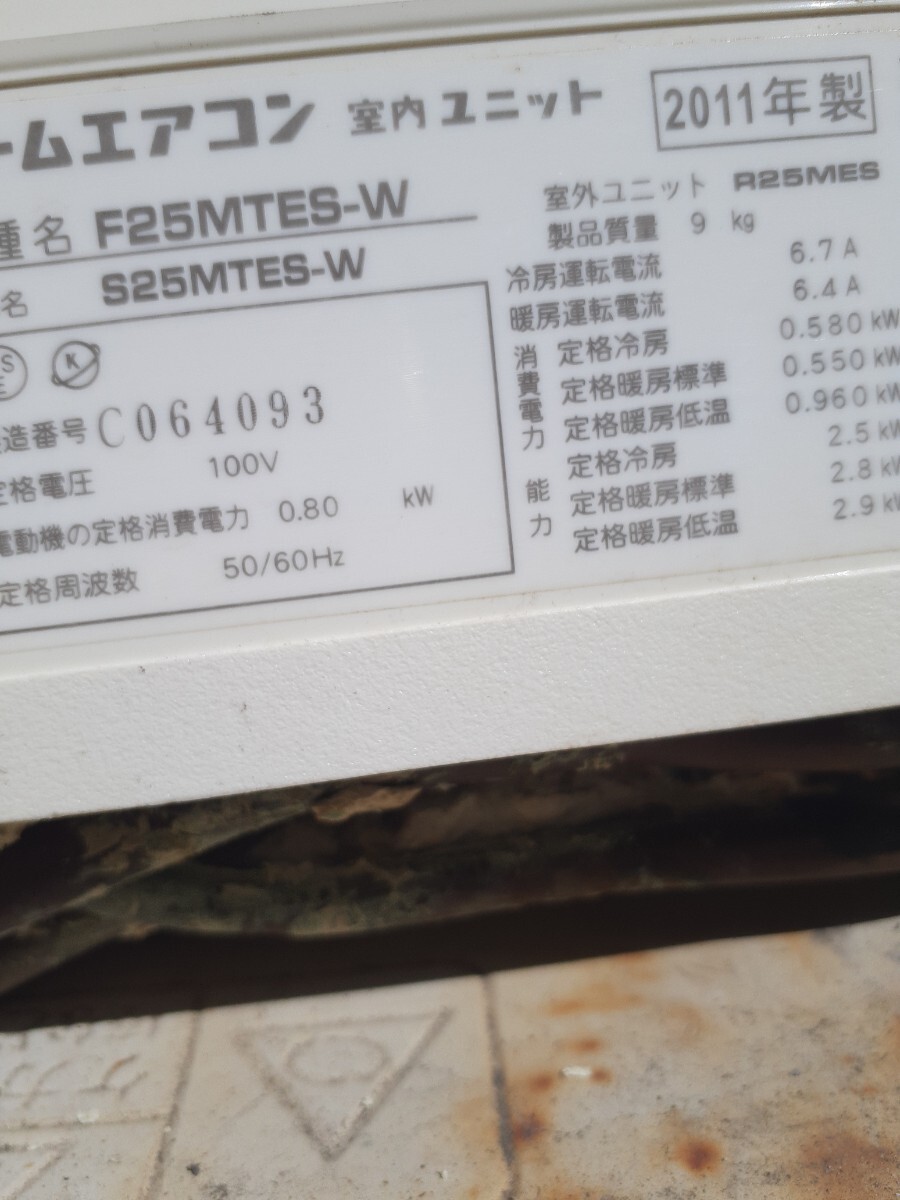 ームエアコン 室内ユニット 2011年 製
種名 F25MTES-W
名 S25MTES-W
製造番号 C064093
定格電圧 100V
電動機の定格消費電力 0.80 kW
定格周波数 50/60Hz
室外ユニット R25MES
製品質量 9 kg
冷房運転電流 6.7 A
暖房運転電流 6.4 A
消費電力 定格冷房 0.580 kW
定格暖房標準 0.550 kW
定格暖房低温 0.960 kW
能力 定格冷房 2.5 kW
定格暖房標準 2.8 kW
定格暖房低温 2.9 kW